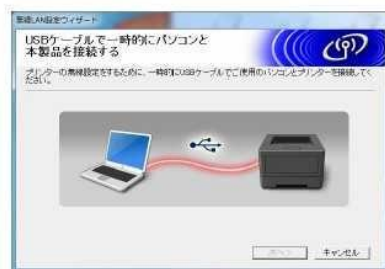 無線LAN設定ウィザード
USBケーブルで一時的にパソコンと
本製品を接続する
プリンターの無線設定をするために、一時的にUSBケーブルでご使用のパソコンとプリンターを接続してく
ださい。
キャンセル